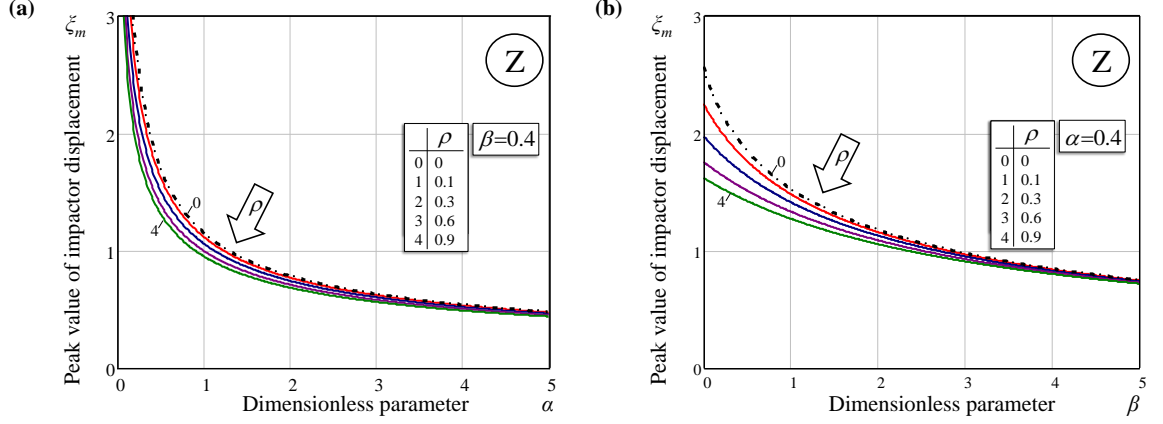 (a)
Peak value of impactor displacement ξm
3
2
1
0
0 1 2 3 4 5
Dimensionless parameter α
Z
β=0.4
ρ
0 0
1 0.1
2 0.3
3 0.6
4 0.9
ρ
0
4
(b)
Peak value of impactor displacement ξm
3
2
1
0
0 1 2 3 4 5
Dimensionless parameter β
Z
α=0.4
ρ
0 0
1 0.1
2 0.3
3 0.6
4 0.9
ρ
0
4